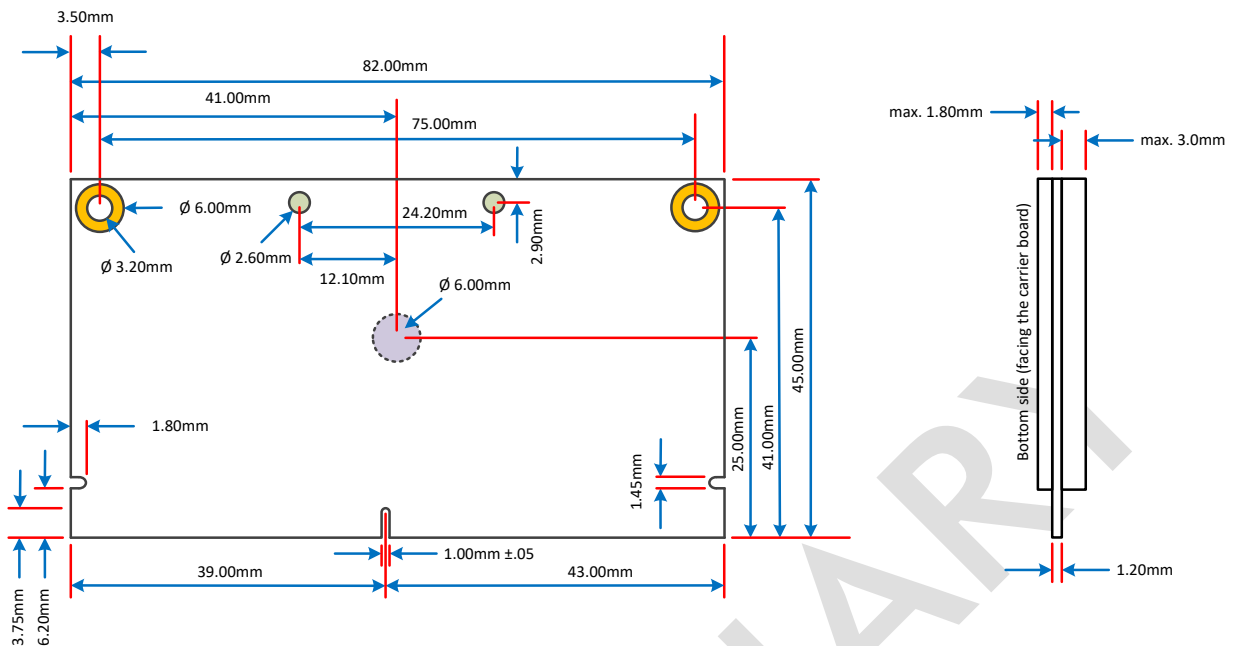 3.50mm
82.00mm
41.00mm
75.00mm
max. 1.80mm
max. 3.0mm
Ø 6.00mm
24.20mm
2.90mm
Ø 3.20mm
Ø 2.60mm
12.10mm
Ø 6.00mm
25.00mm
41.00mm
45.00mm
Bottom side (facing the carrier board)
1.80mm
1.45mm
1.00mm ±.05
39.00mm
43.00mm
1.20mm
3.75mm
6.20mm